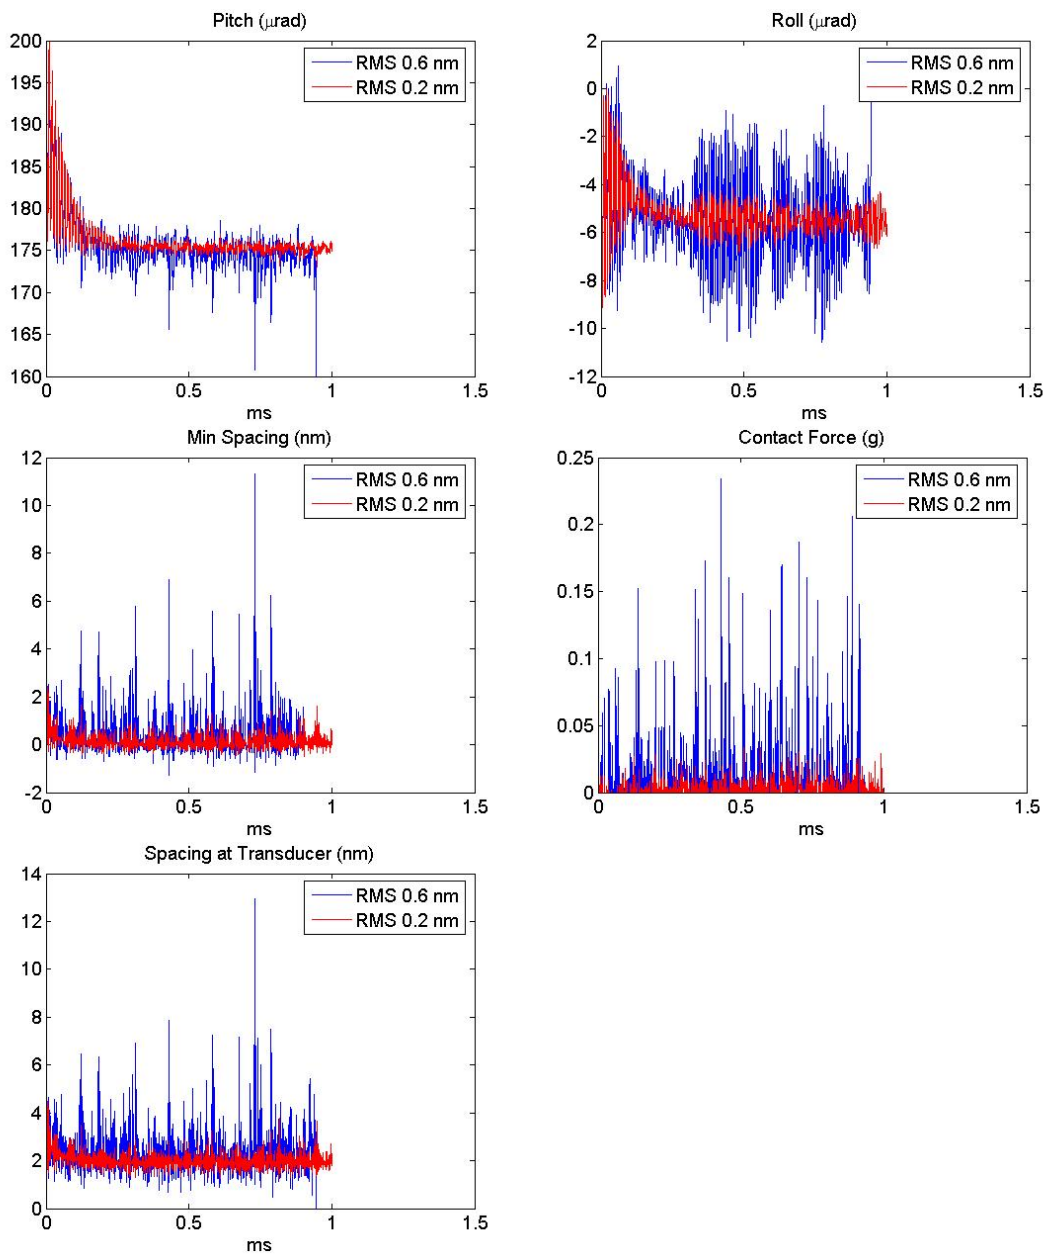 Pitch (μrad)
200
195
190
185
180
175
170
165
160
0
0.5
1
1.5
ms
RMS 0.6 nm
RMS 0.2 nm
Roll (μrad)
2
0
-2
-4
-6
-8
-10
-12
0
0.5
1
1.5
ms
RMS 0.6 nm
RMS 0.2 nm
Min Spacing (nm)
12
10
8
6
4
2
0
-2
0
0.5
1
1.5
ms
RMS 0.6 nm
RMS 0.2 nm
Contact Force (g)
0.25
0.2
0.15
0.1
0.05
0
0
0.5
1
1.5
ms
RMS 0.6 nm
RMS 0.2 nm
Spacing at Transducer (nm)
14
12
10
8
6
4
2
0
0
0.5
1
1.5
ms
RMS 0.6 nm
RMS 0.2 nm